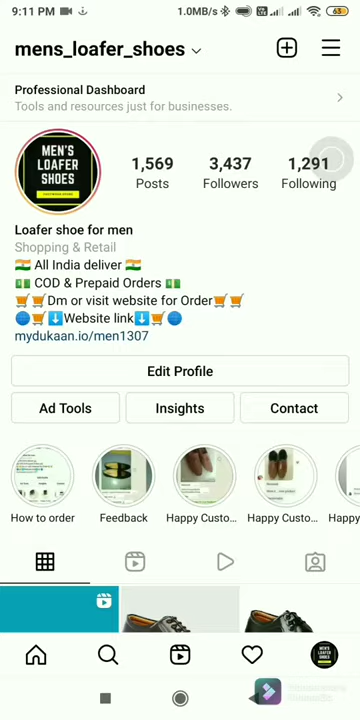 9:11 PM 1.0MB/s 63
mens_loafer_shoes
Professional Dashboard
Tools and resources just for businesses.
MEN'S
LOAFER
SHOES
1,569 3,437 1,291
Posts Followers Following
Loafer shoe for men
Shopping & Retail
🇮🇳 All India deliver 🇮🇳
💵 COD & Prepaid Orders 💵
🛒🛒Dm or visit website for Order🛒🛒
🌐🛒⬇️Website link⬇️🛒🌐
mydukaan.io/men1307
Edit Profile
Ad Tools Insights Contact
How to order Feedback Happy Custo... Happy Custo... Happy
MEN'S
LOAFER
SHOES